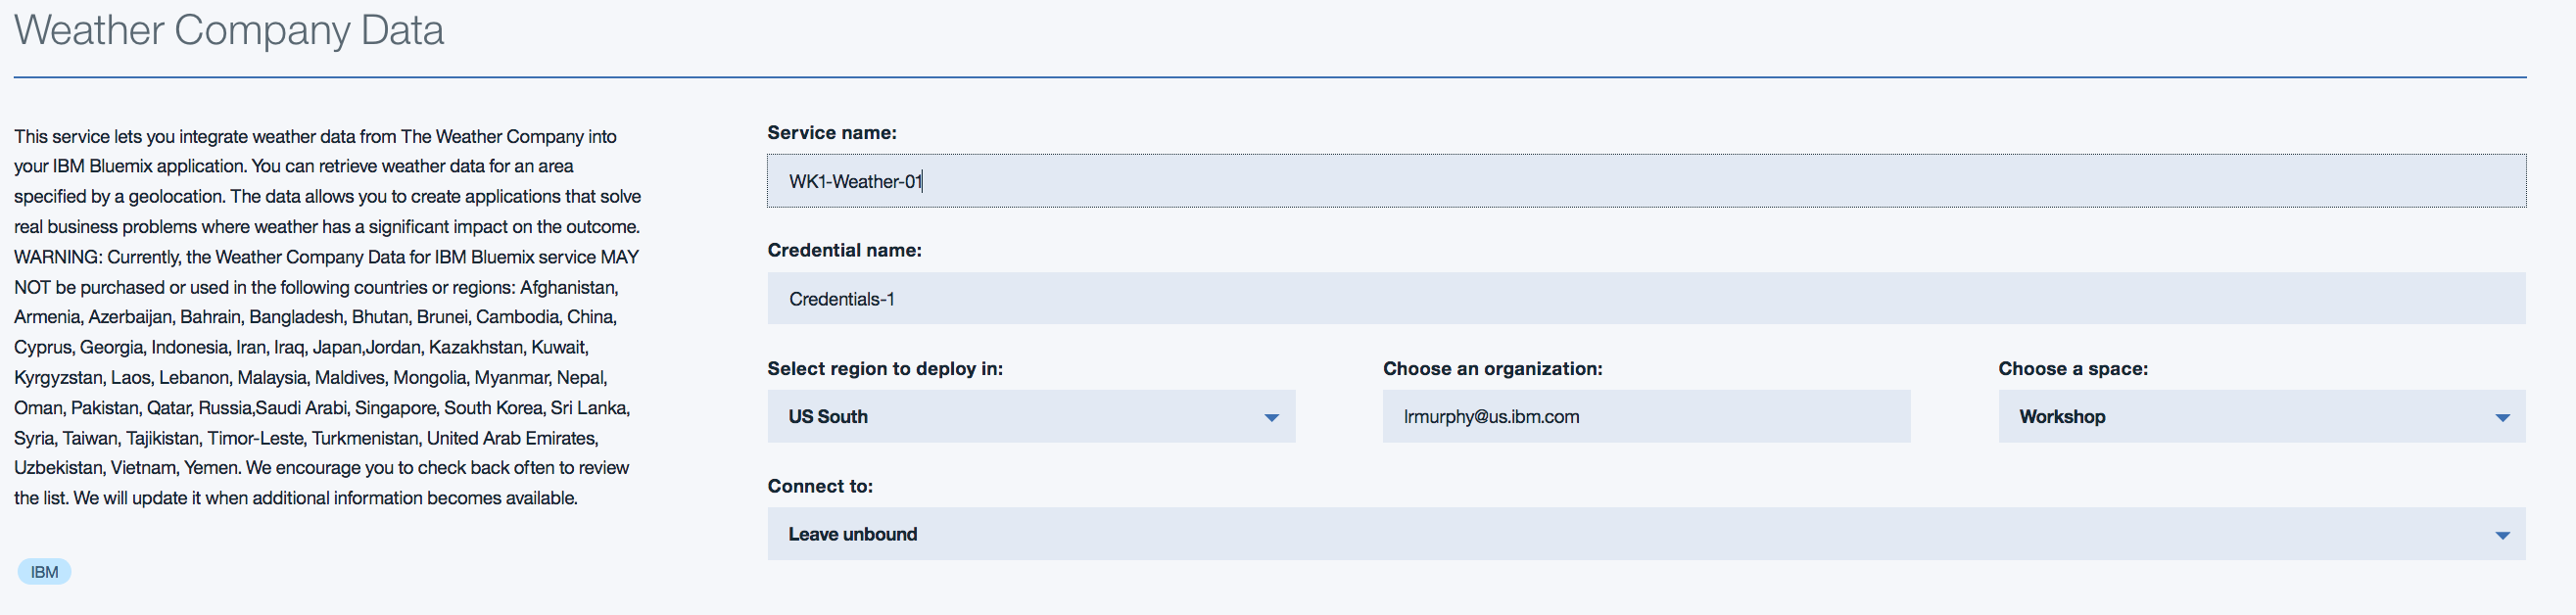 Weather Company Data
This service lets you integrate weather data from The Weather Company into
your IBM Bluemix application. You can retrieve weather data for an area
specified by a geolocation. The data allows you to create applications that solve
real business problems where weather has a significant impact on the outcome.
WARNING: Currently, the Weather Company Data for IBM Bluemix service MAY
NOT be purchased or used in the following countries or regions: Afghanistan,
Armenia, Azerbaijan, Bahrain, Bangladesh, Bhutan, Brunei, Cambodia, China,
Cyprus, Georgia, Indonesia, Iran, Iraq, Japan,Jordan, Kazakhstan, Kuwait,
Kyrgyzstan, Laos, Lebanon, Malaysia, Maldives, Mongolia, Myanmar, Nepal,
Oman, Pakistan, Qatar, Russia,Saudi Arabi, Singapore, South Korea, Sri Lanka,
Syria, Taiwan, Tajikistan, Timor-Leste, Turkmenistan, United Arab Emirates,
Uzbekistan, Vietnam, Yemen. We encourage you to check back often to review
the list. We will update it when additional information becomes available.
IBM
Service name:
WK1-Weather-01
Credential name:
Credentials-1
Select region to deploy in:
US South
Choose an organization:
lrmurphy@us.ibm.com
Choose a space:
Workshop
Connect to:
Leave unbound